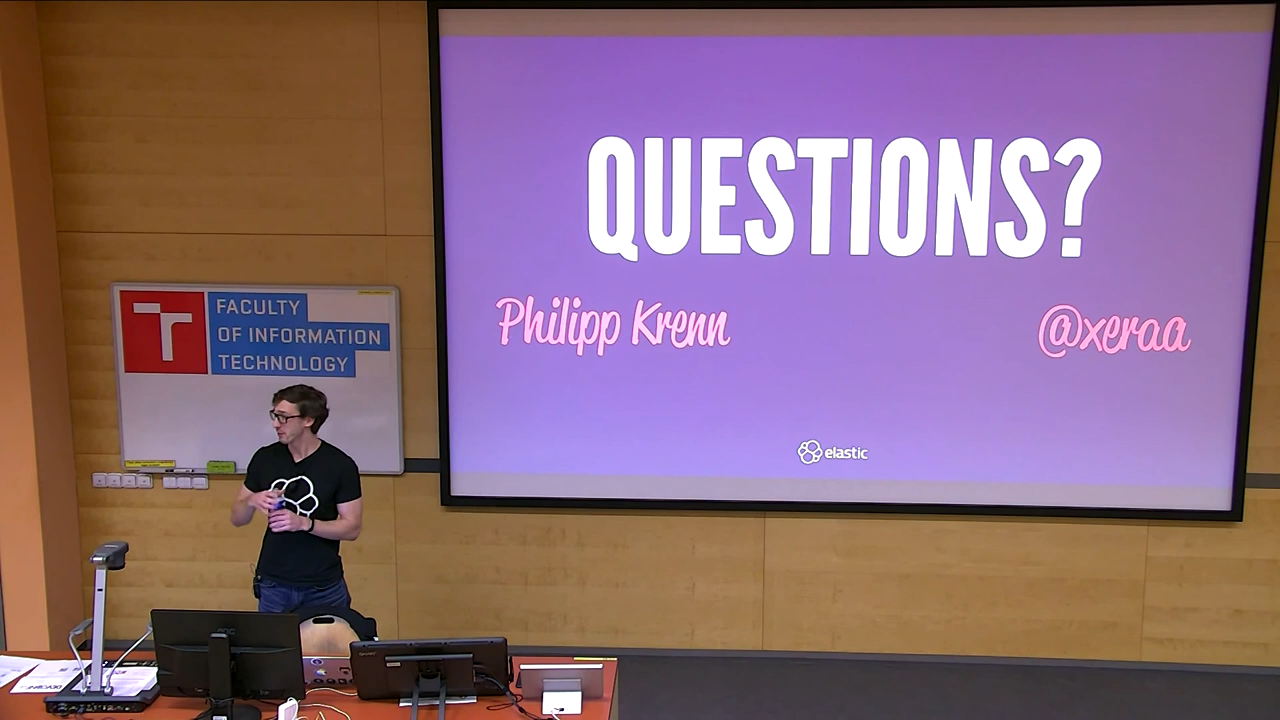 QUESTIONS?
Philipp Krenn
@xeraa
elastic
FACULTY
OF INFORMATION
TECHNOLOGY